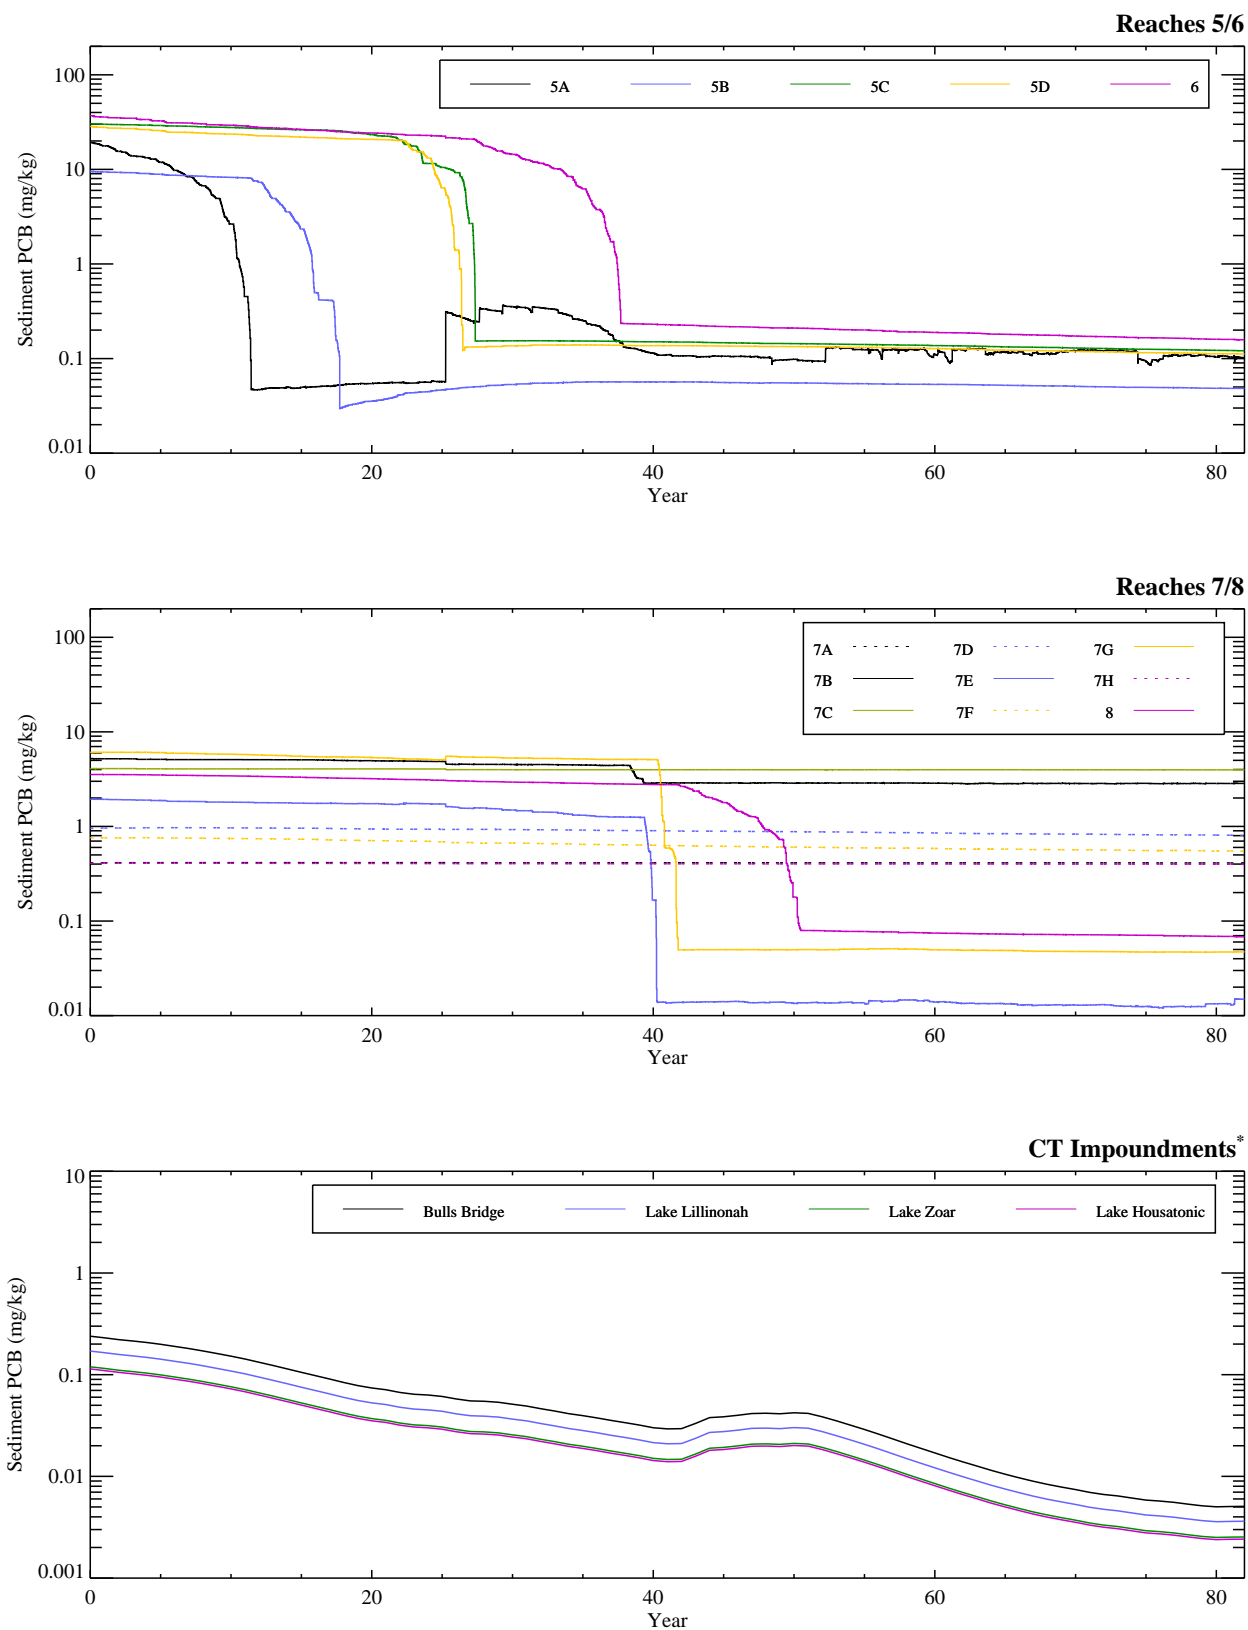 Reaches 5/6
5A 5B 5C 5D 6
100
10
1
0.1
0.01
Sediment PCB (mg/kg)
0 20 40 60 80
Year
Reaches 7/8
7A 7D 7G
7B 7E 7H
7C 7F 8
100
10
1
0.1
0.01
Sediment PCB (mg/kg)
0 20 40 60 80
Year
CT Impoundments*
Bulls Bridge Lake Lillinonah Lake Zoar Lake Housatonic
10
1
0.1
0.01
0.001
Sediment PCB (mg/kg)
0 20 40 60 80
Year